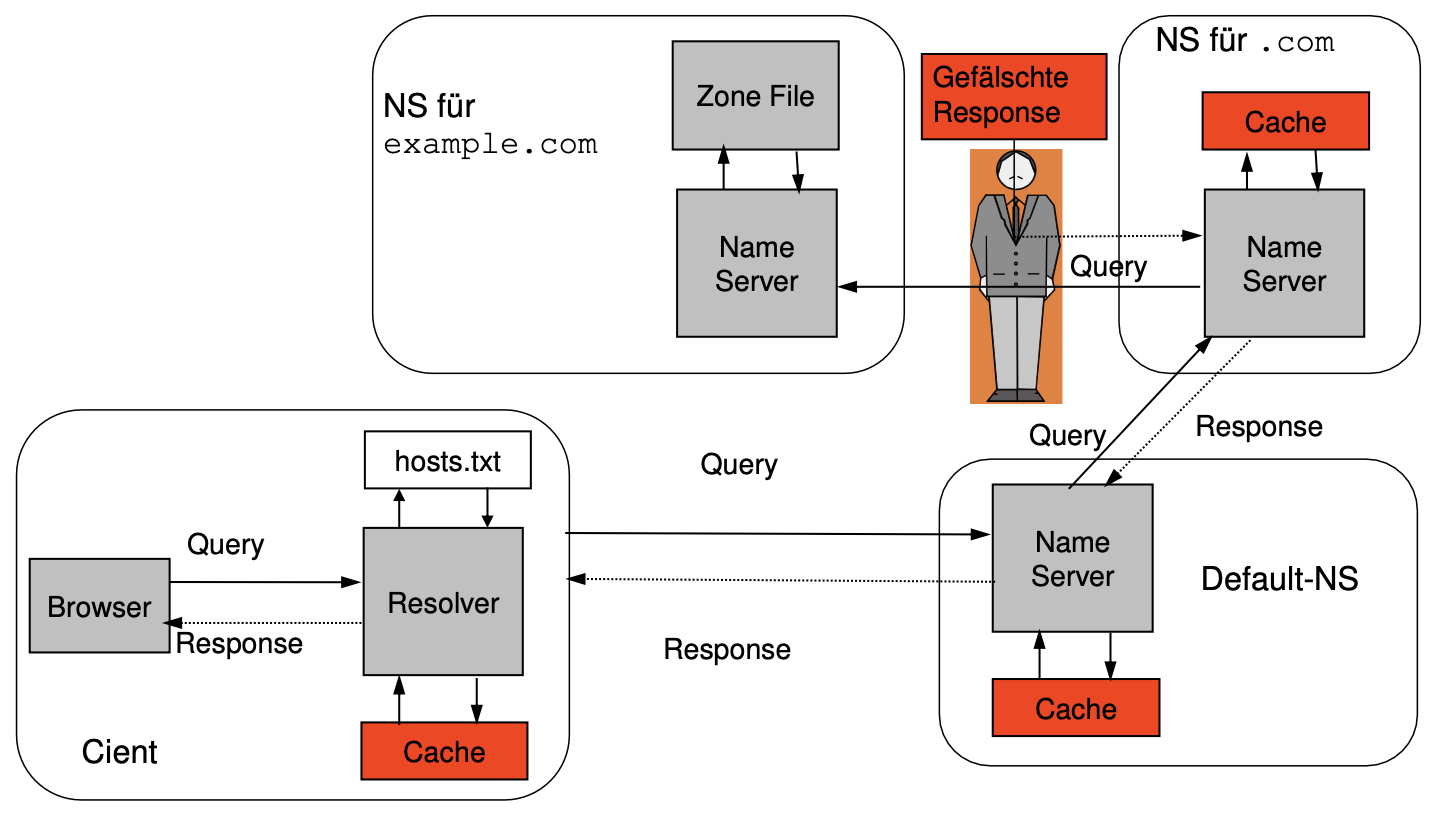 NS für
example.com
Zone File
Name
Server
Gefälschte
Response
NS für .com
Cache
Name
Server
Query
Query
Response
hosts.txt
Query
Browser
Response
Resolver
Cache
Cient
Query
Response
Name
Server
Default-NS
Cache